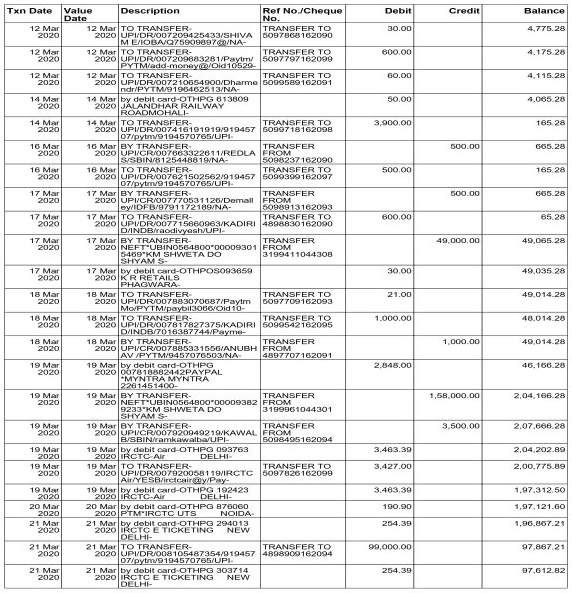 Txn Date Value Date Description Ref No./Cheque No. Debit Credit Balance
12 Mar 2020 12 Mar 2020 TO TRANSFER- TRANSFER TO 30.00 4,775.28
UPI/DR/007209425433/SHIVA 5097868162090
M E/IOBA/Q75909897@/NA-
12 Mar 2020 12 Mar 2020 TO TRANSFER- TRANSFER TO 600.00 4,175.28
UPI/DR/007209683281/Paytm/ 5097797162099
PYTM/add-money@/Oid10529-
12 Mar 2020 12 Mar 2020 TO TRANSFER- TRANSFER TO 60.00 4,115.28
UPI/DR/007210654900/Dharme 5099589162091
ndr/PYTM/9196462513/NA-
14 Mar 2020 14 Mar 2020 by debit card-OTHPG 613809 50.00 4,065.28
JALANDHAR RAILWAY
ROADMOHALI-
14 Mar 2020 14 Mar 2020 TO TRANSFER- TRANSFER TO 3,900.00 165.28
UPI/DR/007416191919/919457 5099718162098
07/pytm/9194570765/UPI-
16 Mar 2020 16 Mar 2020 BY TRANSFER- TRANSFER FROM 500.00 665.28
UPI/CR/007663322611/REDLA 5098237162090
S/SBIN/8125448819/NA-
16 Mar 2020 16 Mar 2020 TO TRANSFER- TRANSFER TO 500.00 165.28
UPI/DR/007621502562/919457 5099399162097
07/pytm/9194570765/UPI-
17 Mar 2020 17 Mar 2020 BY TRANSFER- TRANSFER FROM 500.00 665.28
UPI/CR/007770531126/Demall 5098913162093
ey/IDFB/9791172189/NA-
17 Mar 2020 17 Mar 2020 TO TRANSFER- TRANSFER TO 600.00 65.28
UPI/DR/007715660963/KADIRI 4898830162090
D/INDB/raodivyesh/UPI-
17 Mar 2020 17 Mar 2020 BY TRANSFER- TRANSFER FROM 49,000.00 49,065.28
NEFT*UBIN0564800*00009301 3199411044308
5469*KM SHWETA DO
SHYAM S-
17 Mar 2020 17 Mar 2020 by debit card-OTHPOS093659 30.00 49,035.28
K R RETAILS
PHAGWARA-
18 Mar 2020 18 Mar 2020 TO TRANSFER- TRANSFER TO 21.00 49,014.28
UPI/DR/007883070687/Paytm 5097709162093
Mo/PYTM/paybil3066/Oid10-
18 Mar 2020 18 Mar 2020 TO TRANSFER- TRANSFER TO 1,000.00 48,014.28
UPI/DR/007817827375/KADIRI 5099542162095
D/INDB/7016387744/Payme-
18 Mar 2020 18 Mar 2020 BY TRANSFER- TRANSFER FROM 1,000.00 49,014.28
UPI/CR/007885331556/ANUBH 4897707162091
AV /PYTM/9457076503/NA-
19 Mar 2020 19 Mar 2020 by debit card-OTHPG 2,848.00 46,166.28
007818882442PAYPAL
*MYNTRA MYNTRA
2261451400-
19 Mar 2020 19 Mar 2020 BY TRANSFER- TRANSFER FROM 1,58,000.00 2,04,166.28
NEFT*UBIN0564800*00009382 3199961044301
9233*KM SHWETA DO
SHYAM S-
19 Mar 2020 19 Mar 2020 BY TRANSFER- TRANSFER FROM 3,500.00 2,07,666.28
UPI/CR/007920949219/KAWAL 5098495162094
B/SBIN/ramkawalba/UPI-
19 Mar 2020 19 Mar 2020 by debit card-OTHPG 093763 3,463.39 2,04,202.89
IRCTC-Air DELHI-
19 Mar 2020 19 Mar 2020 TO TRANSFER- TRANSFER TO 3,427.00 2,00,775.89
UPI/DR/007920058119/IRCTC 5097826162099
Air/YESB/irctcair@y/Pay-
19 Mar 2020 19 Mar 2020 by debit card-OTHPG 192423 3,463.39 1,97,312.50
IRCTC-Air DELHI-
20 Mar 2020 20 Mar 2020 by debit card-OTHPG 876060 190.90 1,97,121.60
PTM*IRCTC UTS NOIDA-
21 Mar 2020 21 Mar 2020 by debit card-OTHPG 294013 254.39 1,96,867.21
IRCTC E TICKETING NEW
DELHI-
21 Mar 2020 21 Mar 2020 TO TRANSFER- TRANSFER TO 99,000.00 97,867.21
UPI/DR/008105487354/919457 4898909162094
07/pytm/9194570765/UPI-
21 Mar 2020 21 Mar 2020 by debit card-OTHPG 303714 254.39 97,612.82
IRCTC E TICKETING NEW
DELHI-